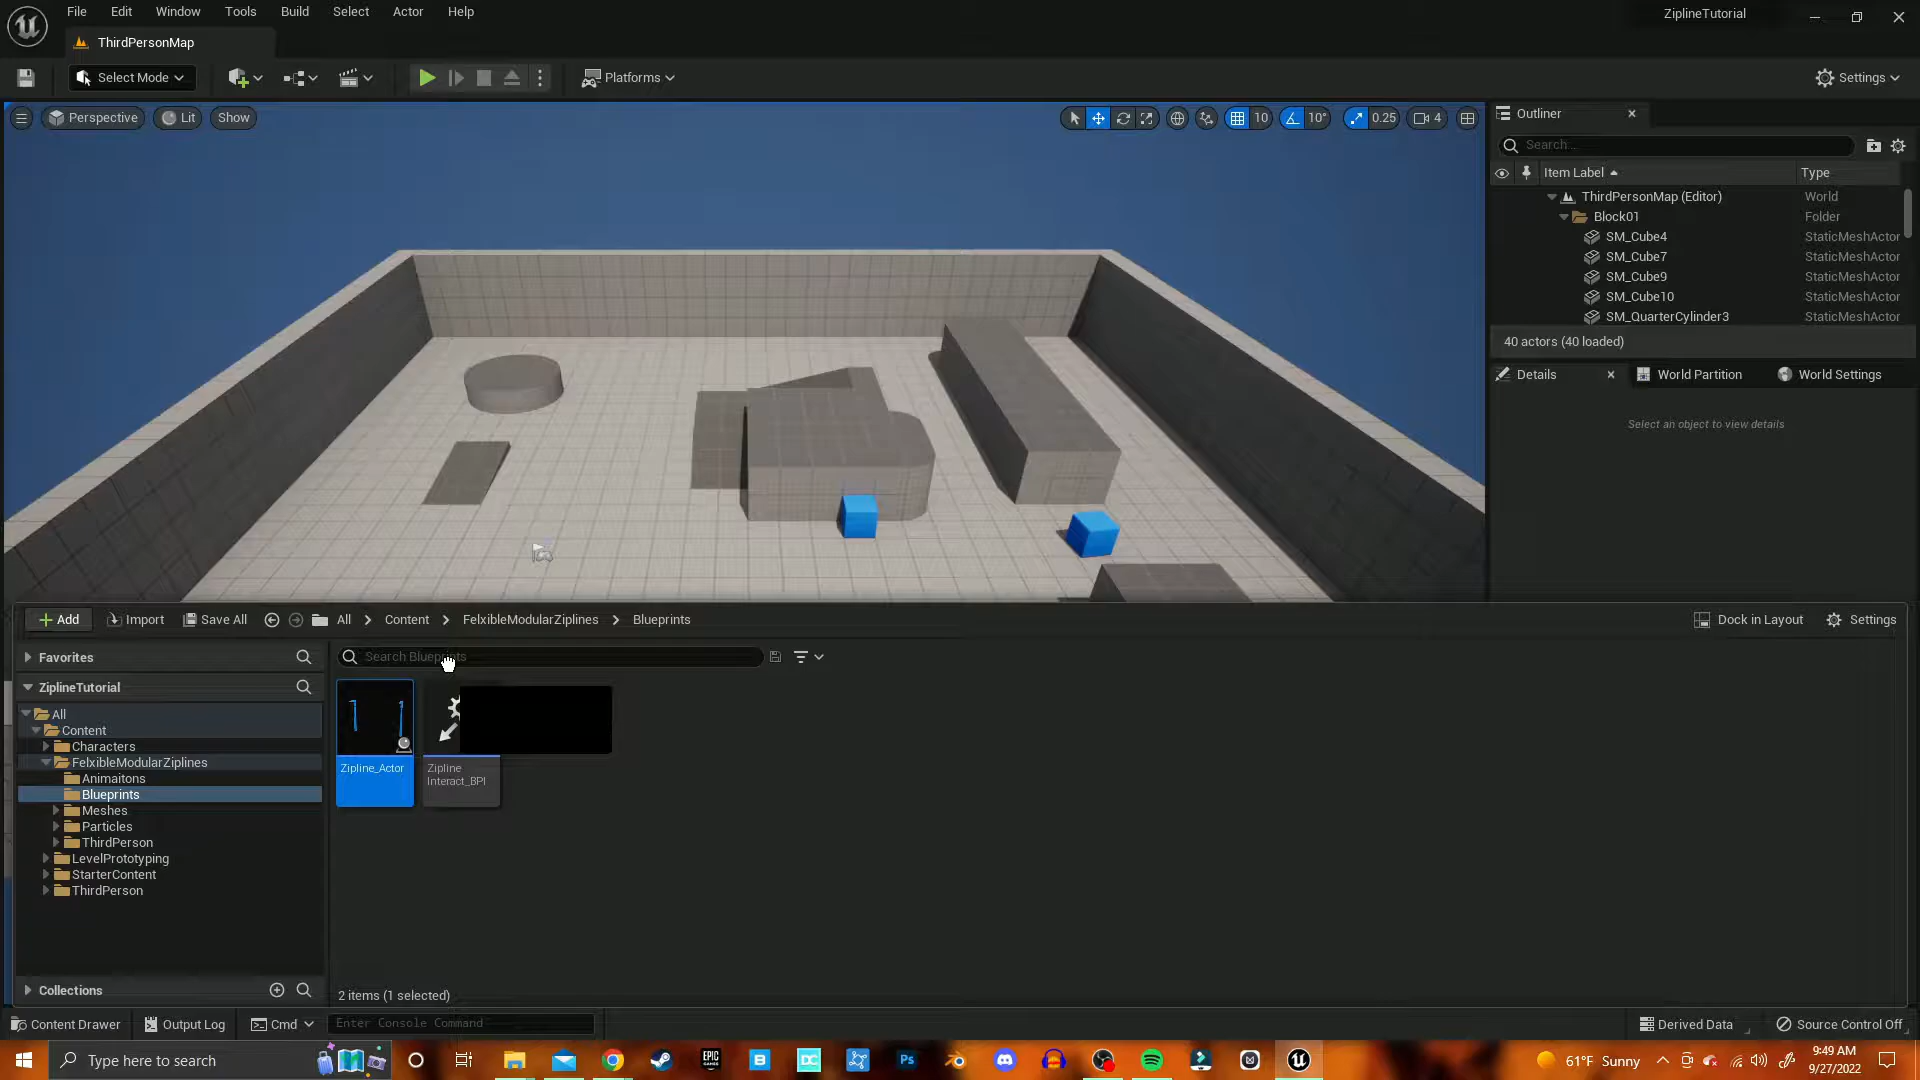 File Edit Window Tools Build Select Actor Help
ZiplineTutorial
ThirdPersonMap
Select Mode
Platforms
Settings
Perspective
Lit
Show
10
10°
0.25
4
Outliner
Search...
Item Label
Type
ThirdPersonMap (Editor) World
Block01 Folder
SM_Cube4 StaticMeshActor
SM_Cube7 StaticMeshActor
SM_Cube9 StaticMeshActor
SM_Cube10 StaticMeshActor
SM_QuarterCylinder3 StaticMeshActor
40 actors (40 loaded)
Details
World Partition
World Settings
Select an object to view details
Add
Import
Save All
All > Content > FelxibleModularZiplines > Blueprints
Dock in Layout
Settings
Favorites
ZiplineTutorial
All
Content
Characters
FelxibleModularZiplines
Animaitons
Blueprints
Meshes
Particles
ThirdPerson
LevelPrototyping
StarterContent
ThirdPerson
Collections
Search Blueprints
Zipline_Actor
Zipline
Interact_BPI
2 items (1 selected)
Content Drawer
Output Log
Cmd
Enter Console Command
Derived Data
Source Control Off
Type here to search
EPIC
GAMES
B
DC
Ps
61°F Sunny
9:49 AM
9/27/2022